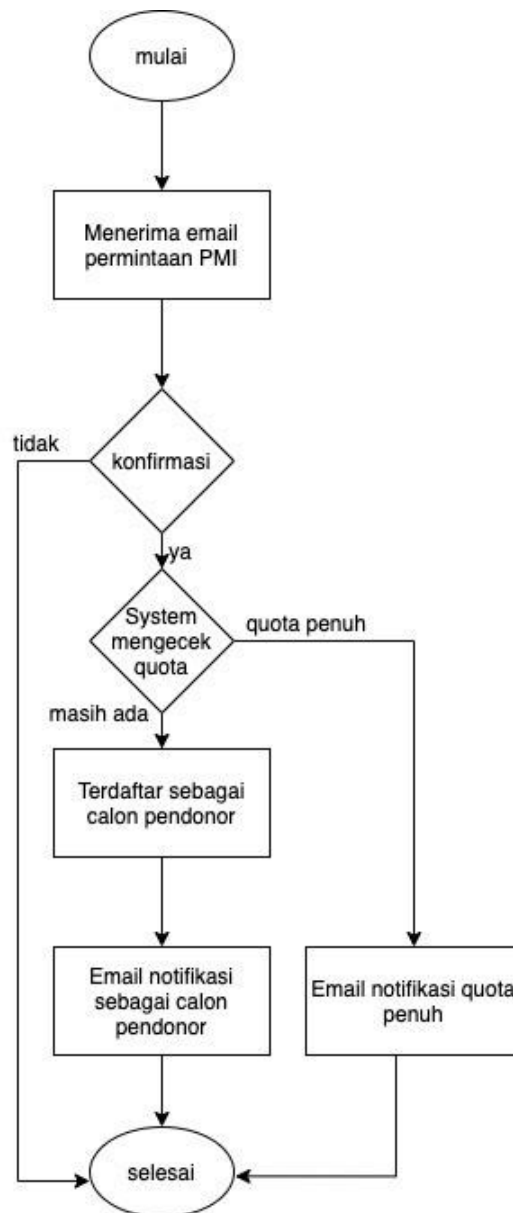 mulai
Menerima email
permintaan PMI
tidak
konfirmasi
ya
System
mengecek
quota
quota penuh
masih ada
Terdaftar sebagai
calon pendonor
Email notifikasi
sebagai calon
pendonor
Email notifikasi quota
penuh
selesai